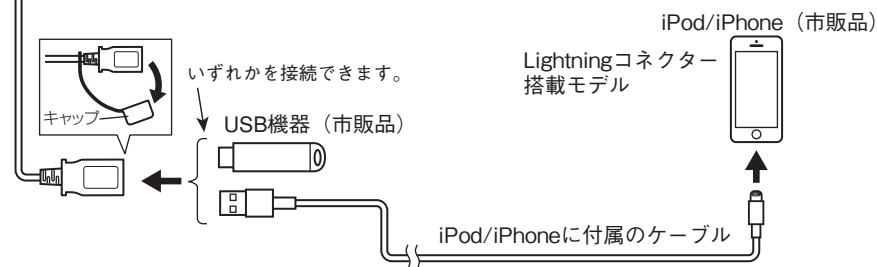 iPod/iPhone（市販品）
Lightningコネクター
搭載モデル
いずれかを接続できます。
キャップ
USB機器（市販品）
iPod/iPhoneに付属のケーブル